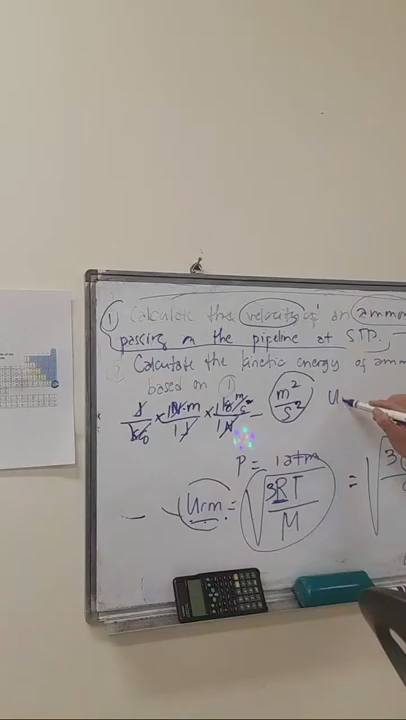 ① Calculate the velocity of an ammon
passing on the pipeline at STP.
② Calculate the kinetic energy of amm
based on ①
m²/s² u
P = 1atm
Urm = √3RT/M = √3